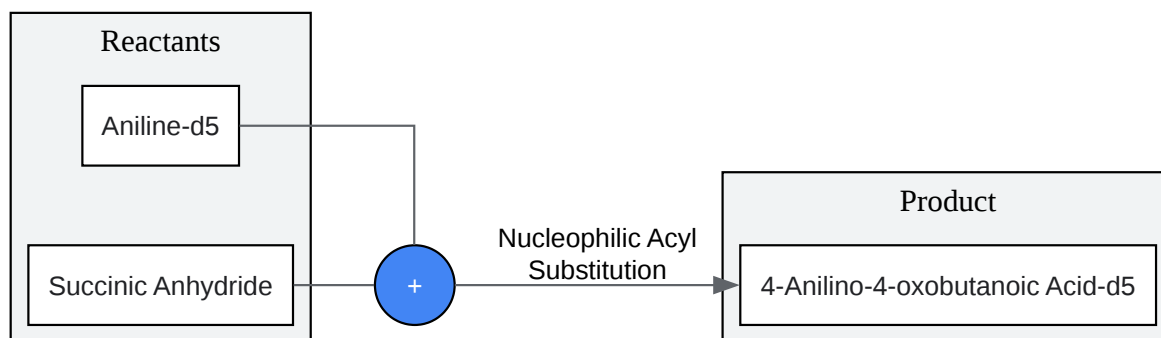 Reactants
Aniline-d5
Succinic Anhydride
+
Nucleophilic Acyl
Substitution
Product
4-Anilino-4-oxobutanoic Acid-d5